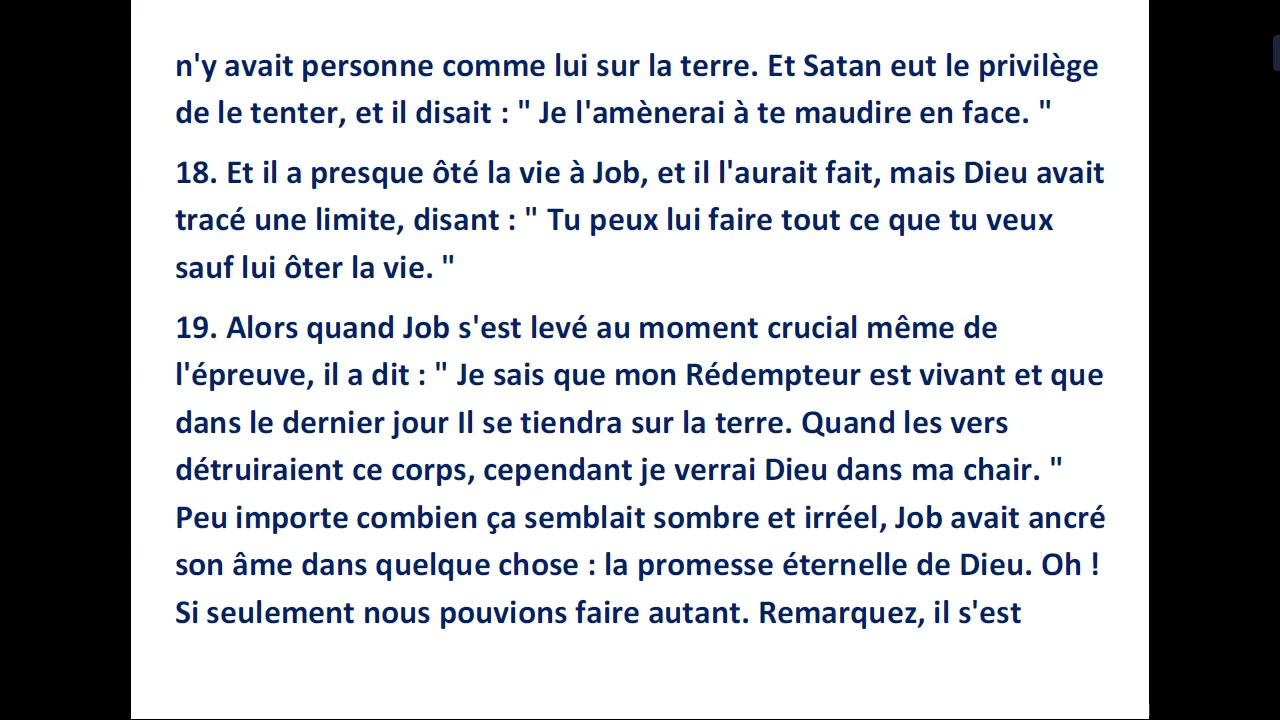 n'y avait personne comme lui sur la terre. Et Satan eut le privilège
de le tenter, et il disait : " Je l'amènerai à te maudire en face. "
18. Et il a presque ôté la vie à Job, et il l'aurait fait, mais Dieu avait
tracé une limite, disant : " Tu peux lui faire tout ce que tu veux
sauf lui ôter la vie. "
19. Alors quand Job s'est levé au moment crucial même de
l'épreuve, il a dit : " Je sais que mon Rédempteur est vivant et que
dans le dernier jour Il se tiendra sur la terre. Quand les vers
détruiraient ce corps, cependant je verrai Dieu dans ma chair. "
Peu importe combien ça semblait sombre et irréel, Job avait ancré
son âme dans quelque chose : la promesse éternelle de Dieu. Oh !
Si seulement nous pouvions faire autant. Remarquez, il s'est